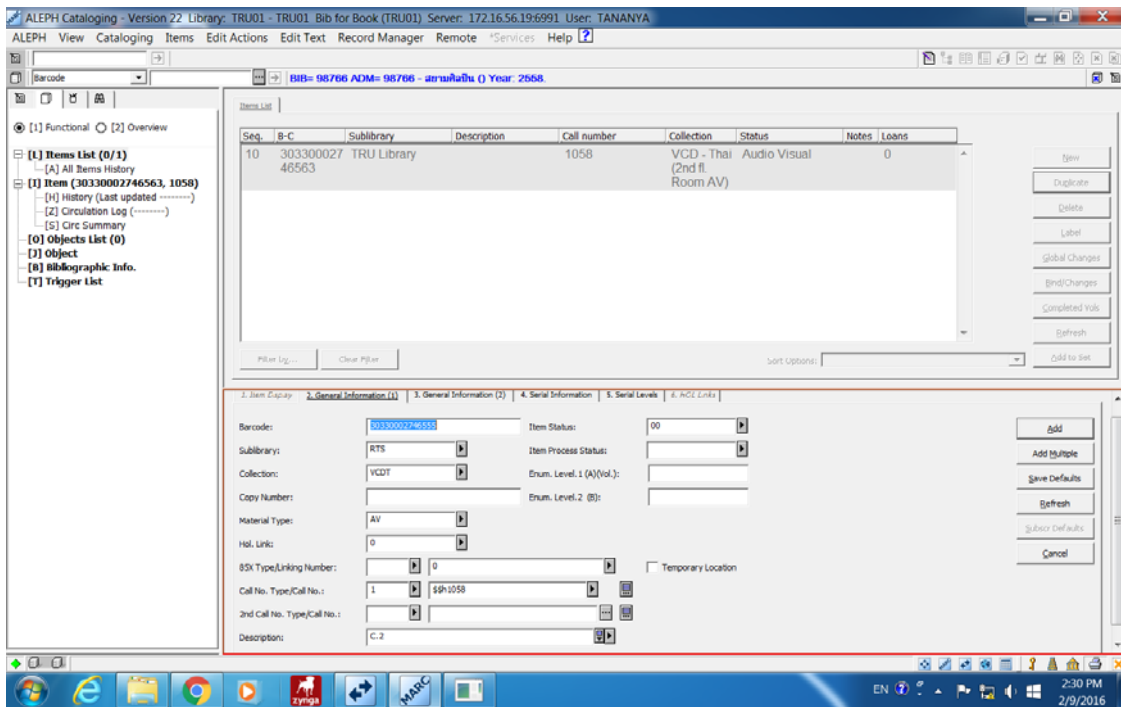 ALEPH Cataloging - Version 22 Library: TRU01 - TRU01 Bib for Book (TRU01) Server: 172.16.56.19:6991 User: TANANYA
ALEPH View Cataloging Items Edit Actions Edit Text Record Manager Remote *Services Help ?
Barcode
BIB= 98766 ADM= 98766 - สยามศิลปิน () Year: 2558.
[1] Functional [2] Overview
[L] Items List (0/1)
[A] All Items History
[I] Item (30330002746563, 1058)
[H] History (Last updated --------)
[Z] Circulation Log (--------)
[S] Circ Summary
[O] Objects List (0)
[J] Object
[B] Bibliographic Info.
[T] Trigger List
Items List
Seq. B-C Sublibrary Description Call number Collection Status Notes Loans
10 303300027 TRU Library 1058 VCD - Thai Audio Visual 0
46563 (2nd fl.
Room AV)
New
Duplicate
Delete
Label
Global Changes
Bind/Changes
Completed Vols
Refresh
Add to Set
Filter by... Clear Filter Sort Options:
1. Item Display 2. General Information (1) 3. General Information (2) 4. Serial Information 5. Serial Levels 6. HOL Links
Barcode: 30330002746555 Item Status: 00
Sublibrary: RTS Item Process Status:
Collection: VCDT Enum. Level.1 (A)(Vol.):
Copy Number: Enum. Level.2 (B):
Material Type: AV
Hol. Link: 0
85X Type/Linking Number: 0 Temporary Location
Call No. Type/Call No.: 1 $$h1058
2nd Call No. Type/Call No.:
Description: C.2
Add
Add Multiple
Save Defaults
Refresh
Subscr Defaults
Cancel
zynga
MARC
EN
2:30 PM
2/9/2016